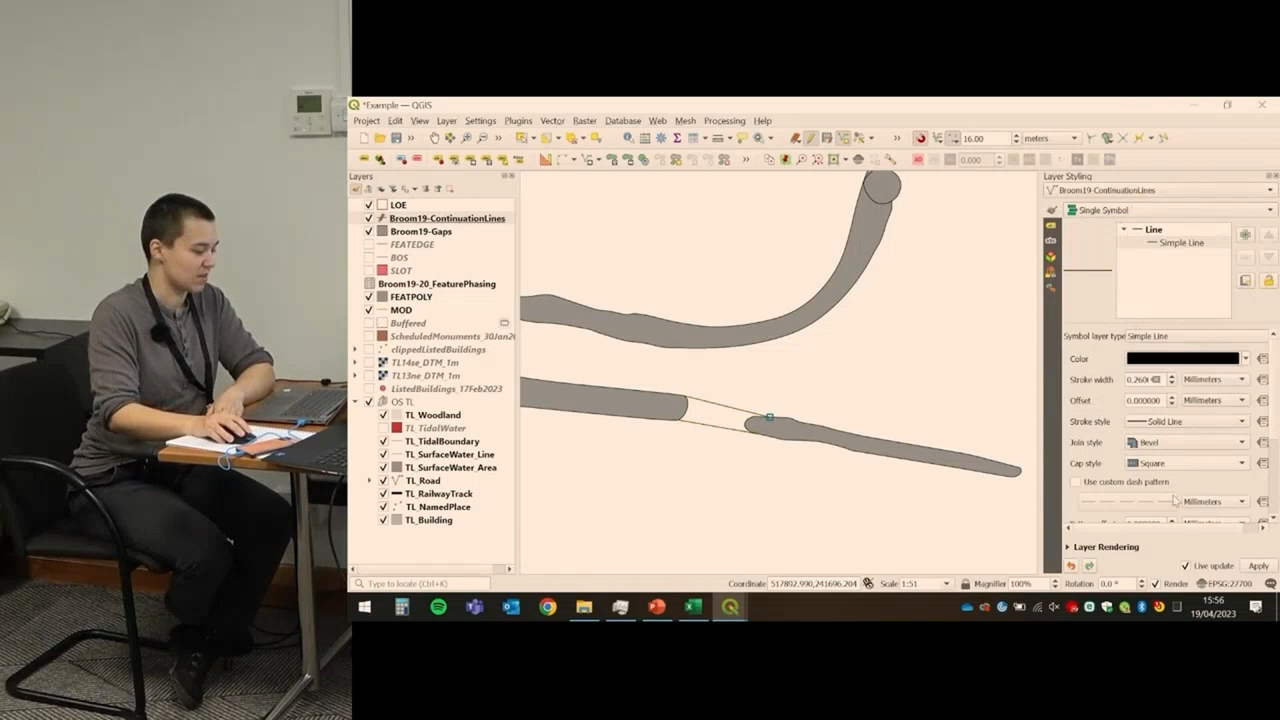 *Example — QGIS
Project Edit View Layer Settings Plugins Vector Raster Database Web Mesh Processing Help
16.00 meters
0.000
Layers
LOE
Broom19-ContinuationLines
Broom19-Gaps
FEATEDGE
BOS
SLOT
Broom19-20_FeaturePhasing
FEATPOLY
MOD
Buffered
ScheduledMonuments_30Jan20
clippedListedBuildings
TL14se_DTM_1m
TL13ne_DTM_1m
ListedBuildings_17Feb2023
OS TL
TL_Woodland
TL_TidalWater
TL_TidalBoundary
TL_SurfaceWater_Line
TL_SurfaceWater_Area
TL_Road
TL_RailwayTrack
TL_NamedPlace
TL_Building
Layer Styling
Broom19-ContinuationLines
Single Symbol
Line
Simple Line
Symbol layer type Simple Line
Color
Stroke width 0.260 Millimeters
Offset 0.000000 Millimeters
Stroke style Solid Line
Join style Bevel
Cap style Square
Use custom dash pattern
Millimeters
Layer Rendering
Live update Apply
Type to locate (Ctrl+K) Coordinate 517892.990,241696.204 Scale 1:51 Magnifier 100% Rotation 0.0 ° Render EPSG:27700
15:56
19/04/2023